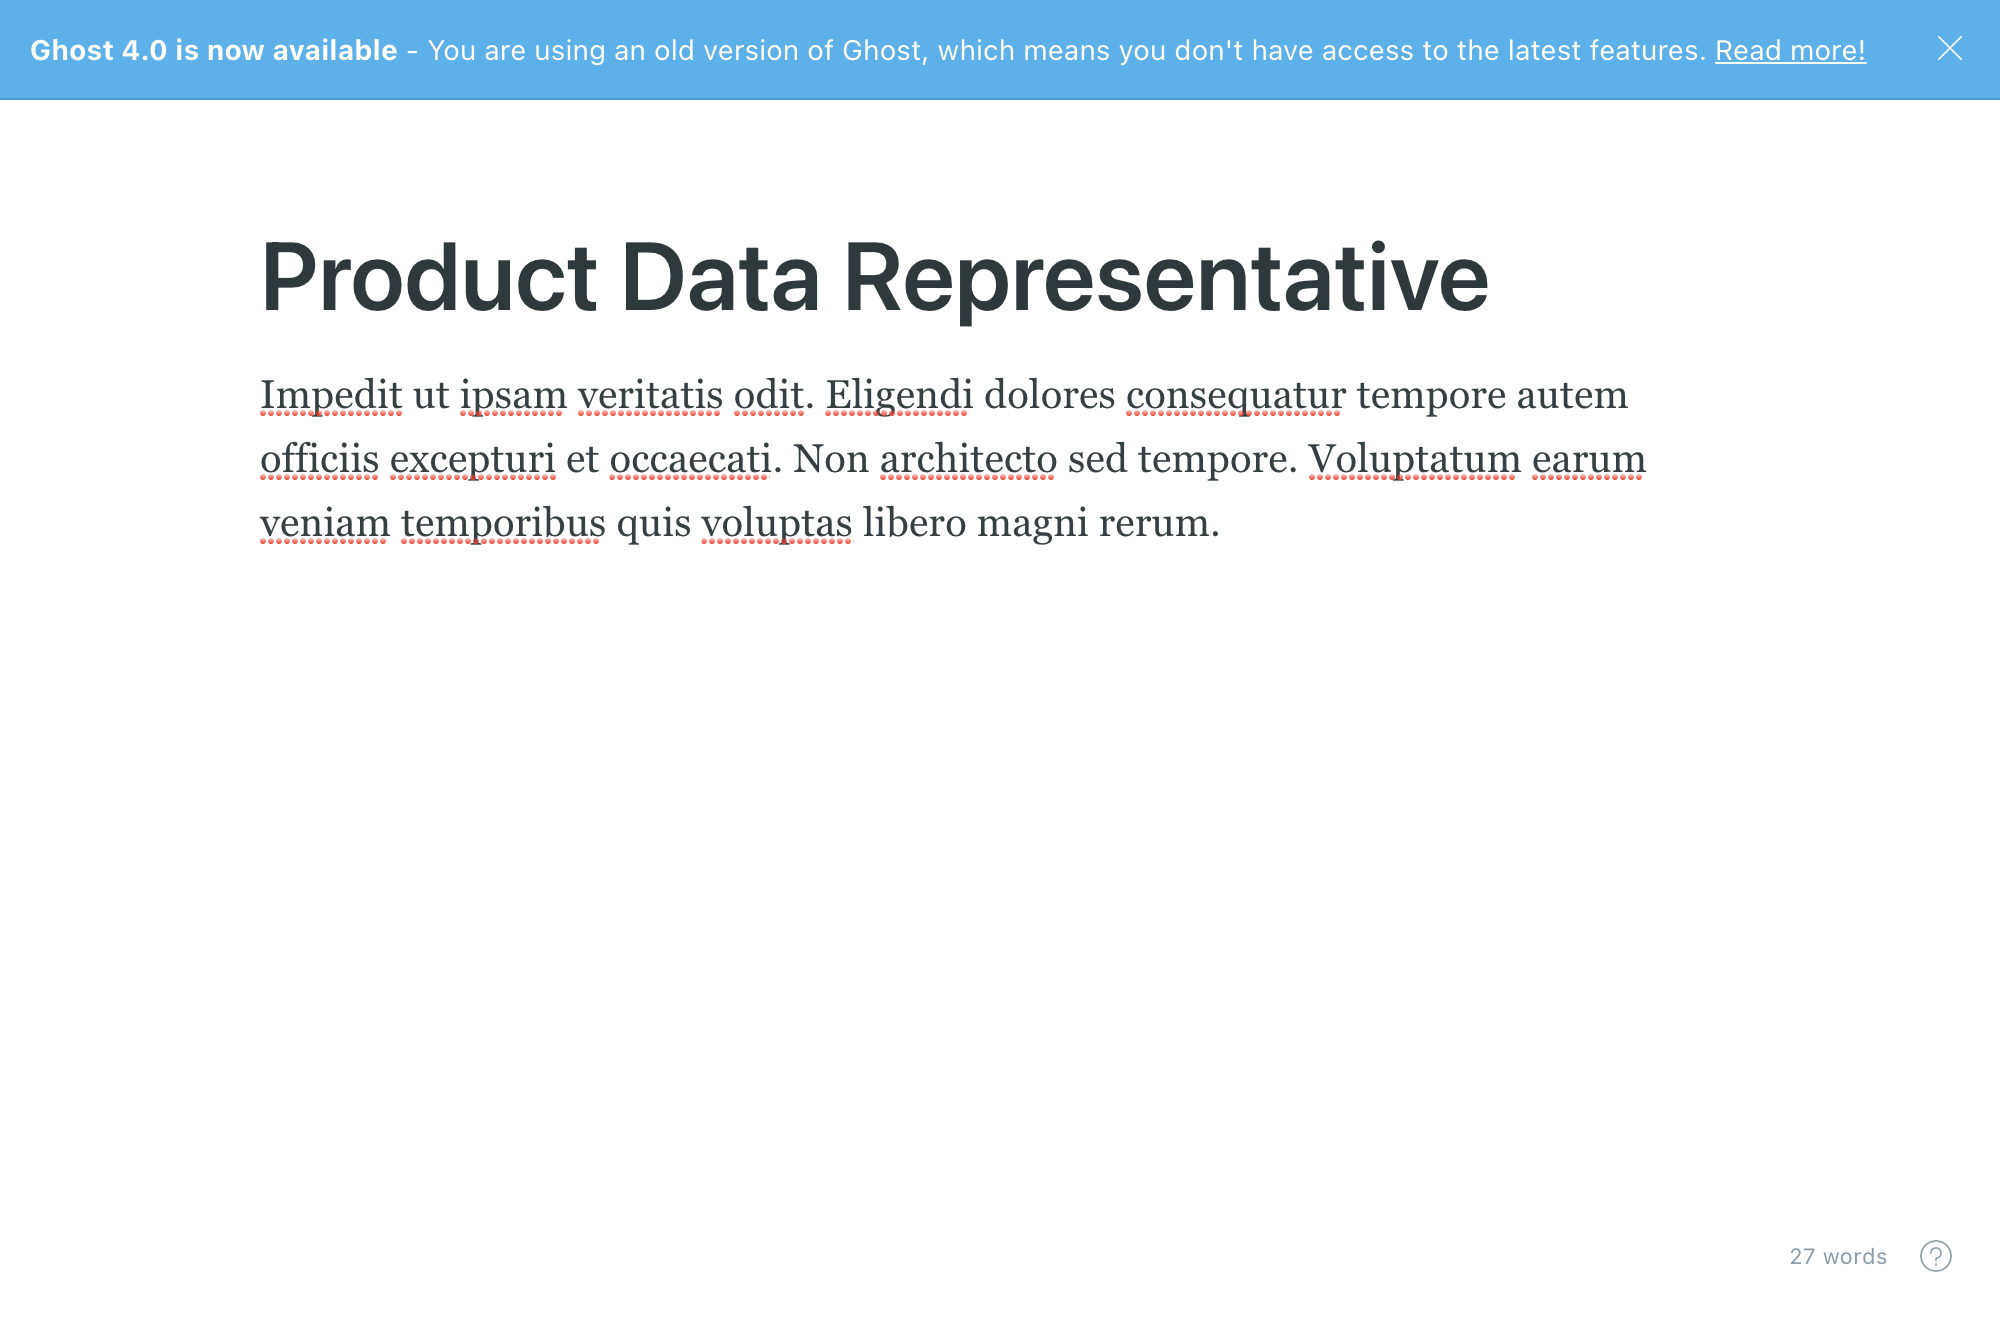 Ghost 4.0 is now available - You are using an old version of Ghost, which means you don't have access to the latest features. Read more!
Product Data Representative
Impedit ut ipsam veritatis odit. Eligendi dolores consequatur tempore autem
officiis excepturi et occaecati. Non architecto sed tempore. Voluptatum earum
veniam temporibus quis voluptas libero magni rerum.
27 words ?